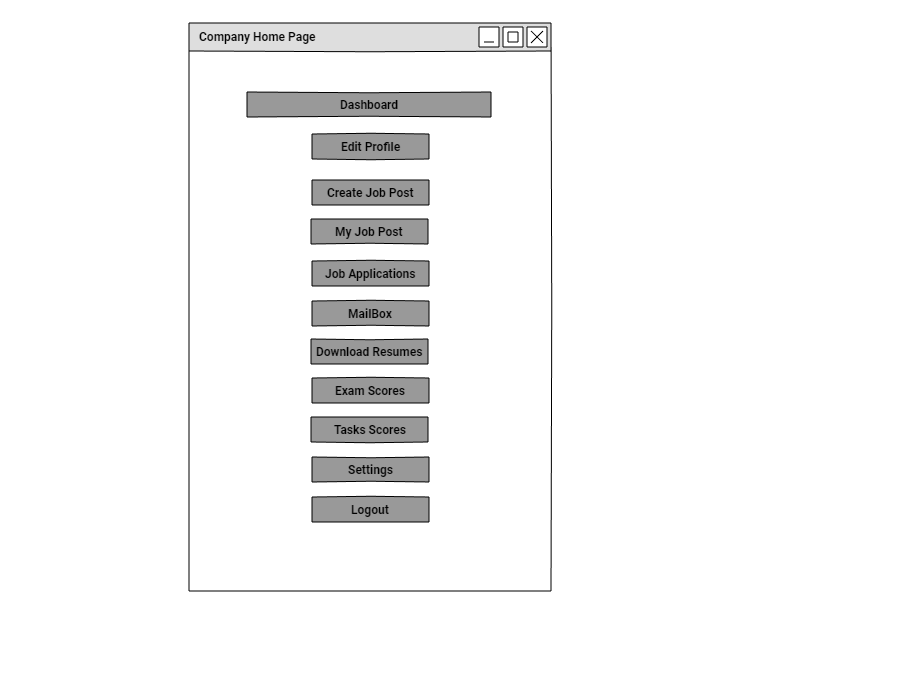 Company Home Page
Dashboard
Edit Profile
Create Job Post
My Job Post
Job Applications
MailBox
Download Resumes
Exam Scores
Tasks Scores
Settings
Logout